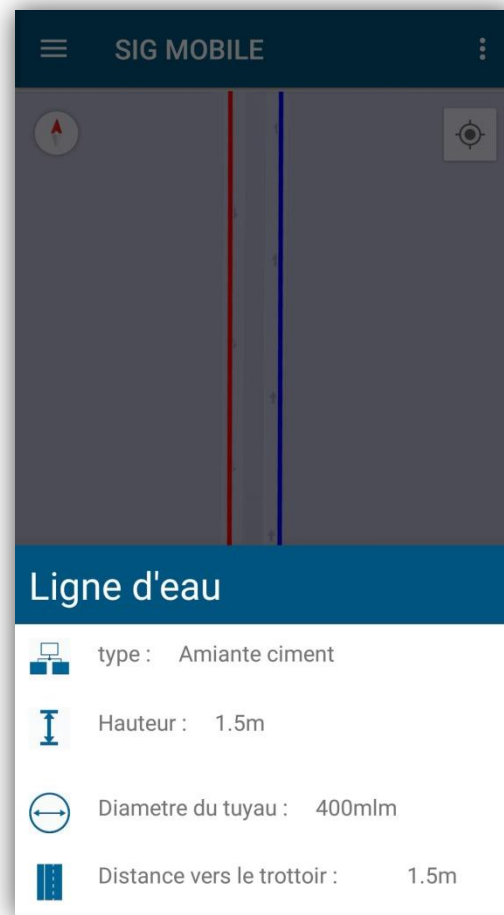 SIG MOBILE
Ligne d'eau
type : Amiante ciment
Hauteur : 1.5m
Diametre du tuyau : 400mlm
Distance vers le trottoir : 1.5m